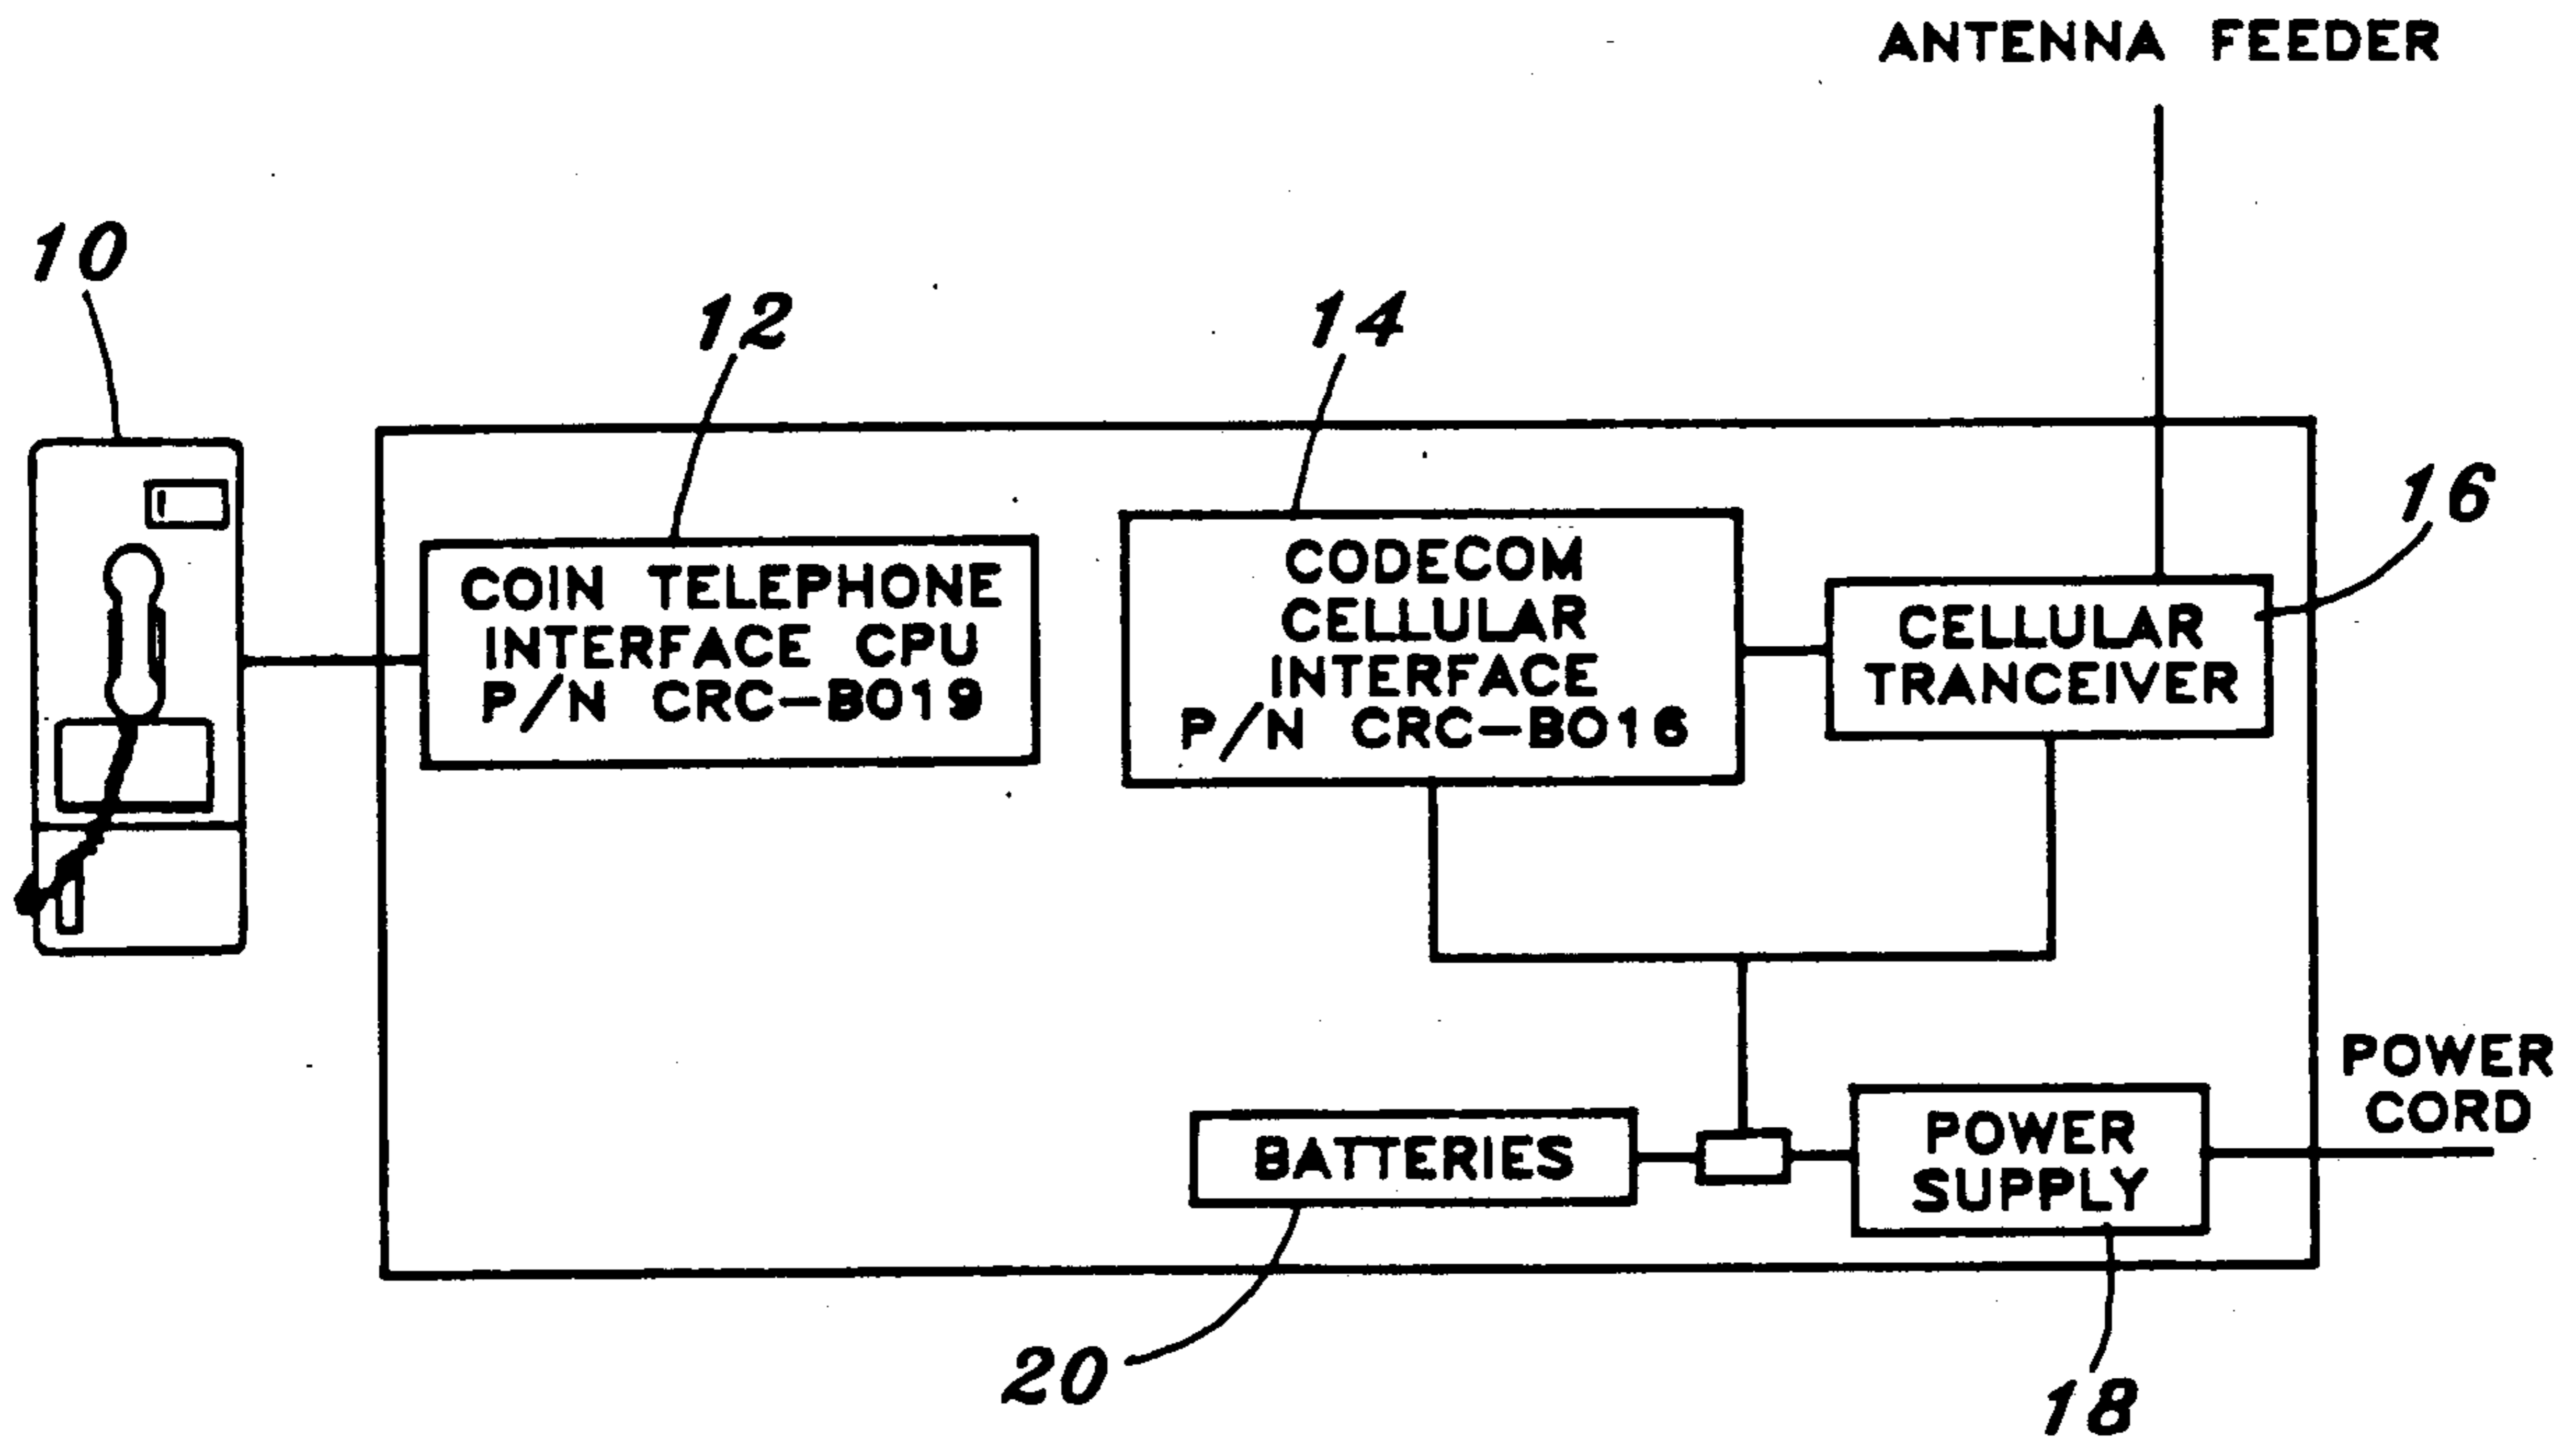 ANTENNA FEEDER
10
12
14
16
COIN TELEPHONE
INTERFACE CPU
P/N CRC-B019
CODECOM
CELLULAR
INTERFACE
P/N CRC-B016
CELLULAR
TRANCEIVER
POWER
CORD
BATTERIES
POWER
SUPPLY
20
18